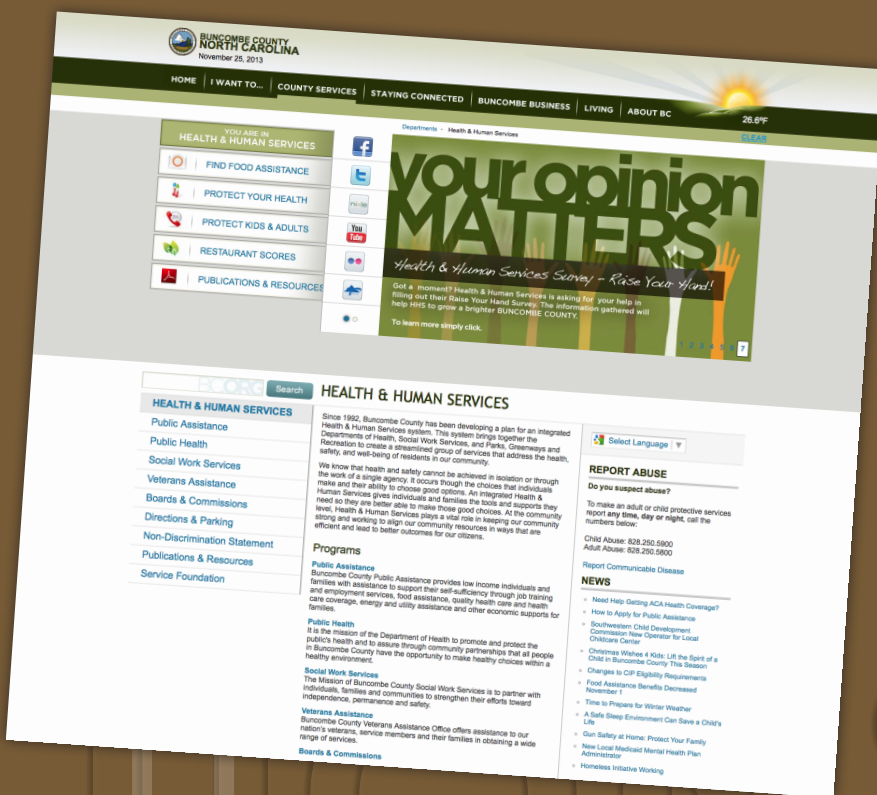 BUNCOMBE COUNTY
NORTH CAROLINA
November 25, 2013
HOME
I WANT TO...
COUNTY SERVICES
STAYING CONNECTED
BUNCOMBE BUSINESS
LIVING
ABOUT BC
26.6ºF
CLEAR
YOU ARE IN
HEALTH & HUMAN SERVICES
FIND FOOD ASSISTANCE
PROTECT YOUR HEALTH
PROTECT KIDS & ADULTS
RESTAURANT SCORES
PUBLICATIONS & RESOURCES
You
Tube
Departments - Health & Human Services
your opinion
MATTERS
Health & Human Services Survey - Raise Your Hand!
Got a moment? Health & Human Services is asking for your help in
filling out their Raise Your Hand Survey. The information gathered will
help HHS to grow a brighter BUNCOMBE COUNTY.
To learn more simply click.
1 2 3 4 5 6 7
BCORG
Search
HEALTH & HUMAN SERVICES
Public Assistance
Public Health
Social Work Services
Veterans Assistance
Boards & Commissions
Directions & Parking
Non-Discrimination Statement
Publications & Resources
Service Foundation
HEALTH & HUMAN SERVICES
Since 1992, Buncombe County has been developing a plan for an integrated
Health & Human Services system. This system brings together the
Departments of Health, Social Work Services, and Parks, Greenways and
Recreation to create a streamlined group of services that address the health,
safety, and well-being of residents in our community.
We know that health and safety cannot be achieved in isolation or through
the work of a single agency. It occurs though the choices that individuals
make and their ability to choose good options. An integrated Health &
Human Services gives individuals and families the tools and supports they
need so they are better able to make those good choices. At the community
level, Health & Human Services plays a vital role in keeping our community
strong and working to align our community resources in ways that are
efficient and lead to better outcomes for our citizens.
Programs
Public Assistance
Buncombe County Public Assistance provides low income individuals and
families with assistance to support their self-sufficiency through job training
and employment services, food assistance, quality health care and health
care coverage, energy and utility assistance and other economic supports for
families.
Public Health
It is the mission of the Department of Health to promote and protect the
public's health and to assure through community partnerships that all people
in Buncombe County have the opportunity to make healthy choices within a
healthy environment.
Social Work Services
The Mission of Buncombe County Social Work Services is to partner with
individuals, families and communities to strengthen their efforts toward
independence, permanence and safety.
Veterans Assistance
Buncombe County Veterans Assistance Office offers assistance to our
nation's veterans, service members and their families in obtaining a wide
range of services.
Boards & Commissions
Select Language
REPORT ABUSE
Do you suspect abuse?
To make an adult or child protective services
report any time, day or night, call the
numbers below:
Child Abuse: 828.250.5900
Adult Abuse: 828.250.5800
Report Communicable Disease
NEWS
Need Help Getting ACA Health Coverage?
How to Apply for Public Assistance
Southwestern Child Development
Commission New Operator for Local
Childcare Center
Christmas Wishes 4 Kids: Lift the Spirit of a
Child in Buncombe County This Season
Changes to CIP Eligibility Requirements
Food Assistance Benefits Decreased
November 1
Time to Prepare for Winter Weather
A Safe Sleep Environment Can Save a Child's
Life
Gun Safety at Home: Protect Your Family
New Local Medicaid Mental Health Plan
Administrator
Homeless Initiative Working